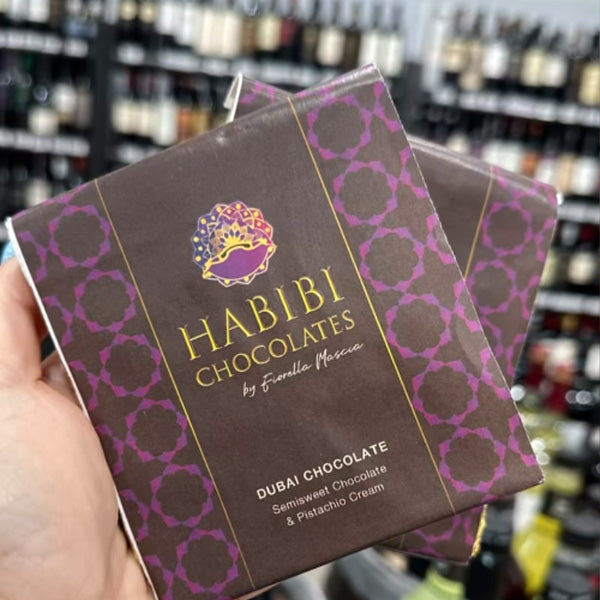 HABIBI
CHOCOLATES
by Fiorella Mascia
DUBAI CHOCOLATE
Semisweet Chocolate
& Pistachio Cream